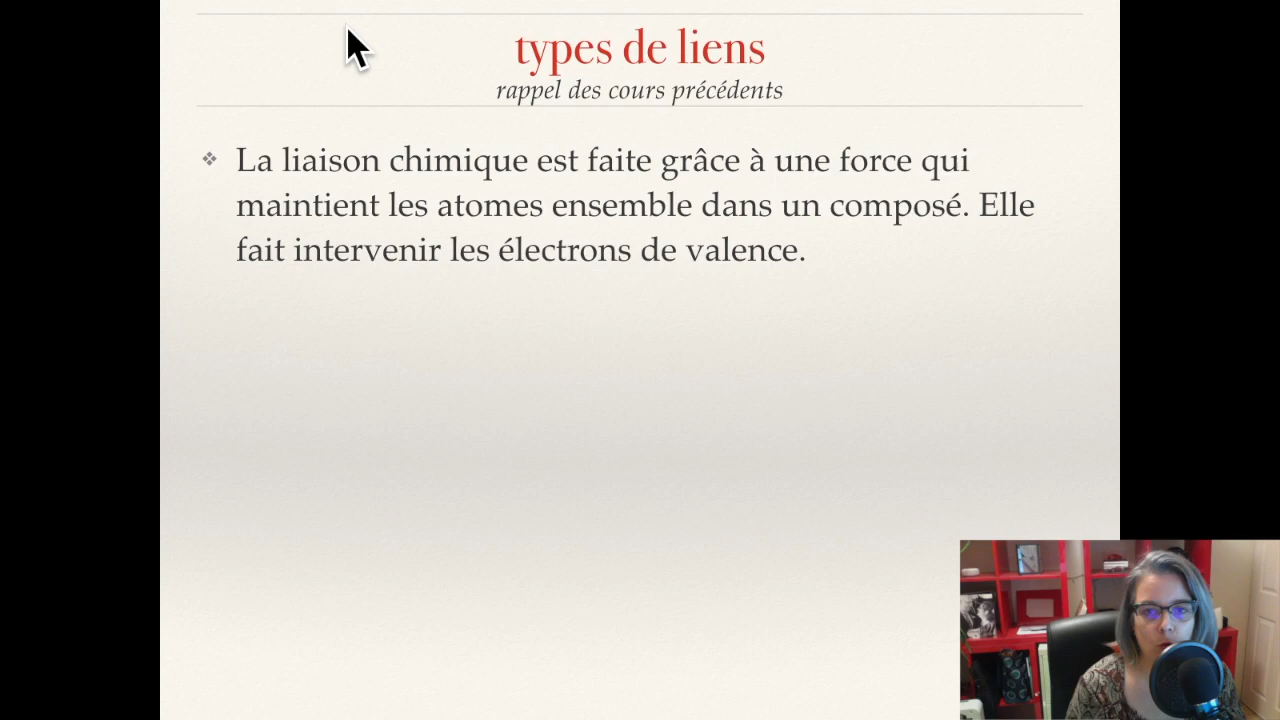 types de liens
rappel des cours précédents
La liaison chimique est faite grâce à une force qui
maintient les atomes ensemble dans un composé. Elle
fait intervenir les électrons de valence.